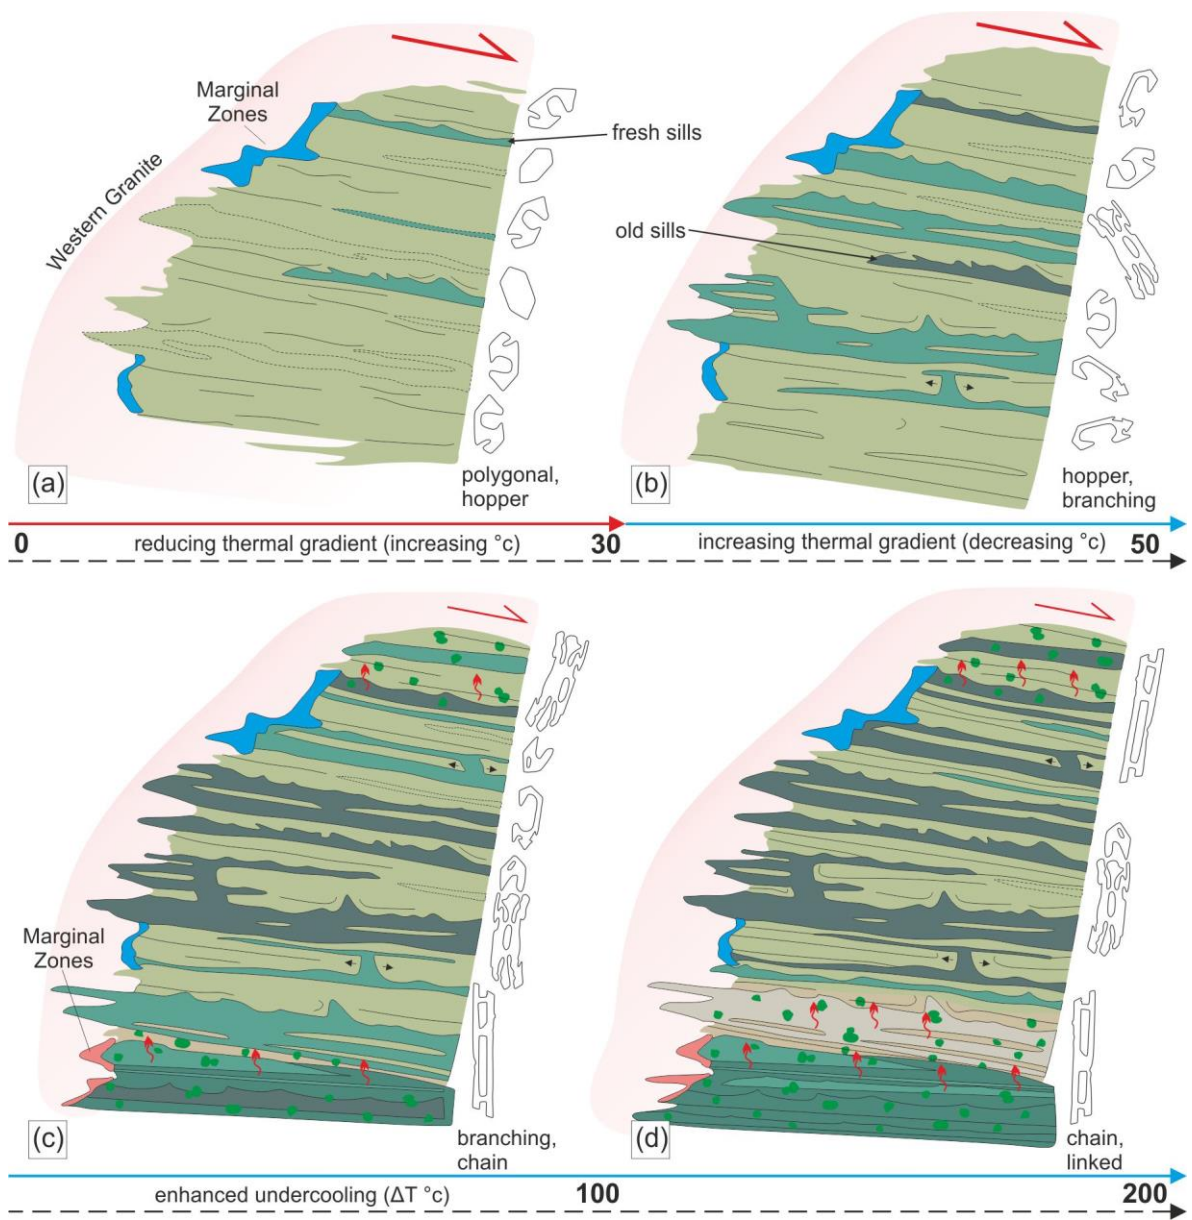 Marginal
Zones
Western Granite
fresh sills
old sills
(a)
polygonal,
hopper
(b)
hopper,
branching
0
reducing thermal gradient (increasing °c)
30
increasing thermal gradient (decreasing °c)
50
Marginal
Zones
(c)
branching,
chain
(d)
chain,
linked
enhanced undercooling (ΔT °c)
100
200